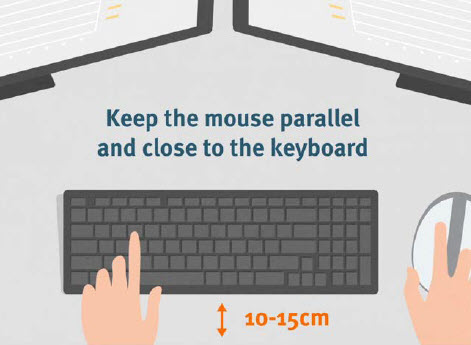 Keep the mouse parallel
and close to the keyboard
10-15cm